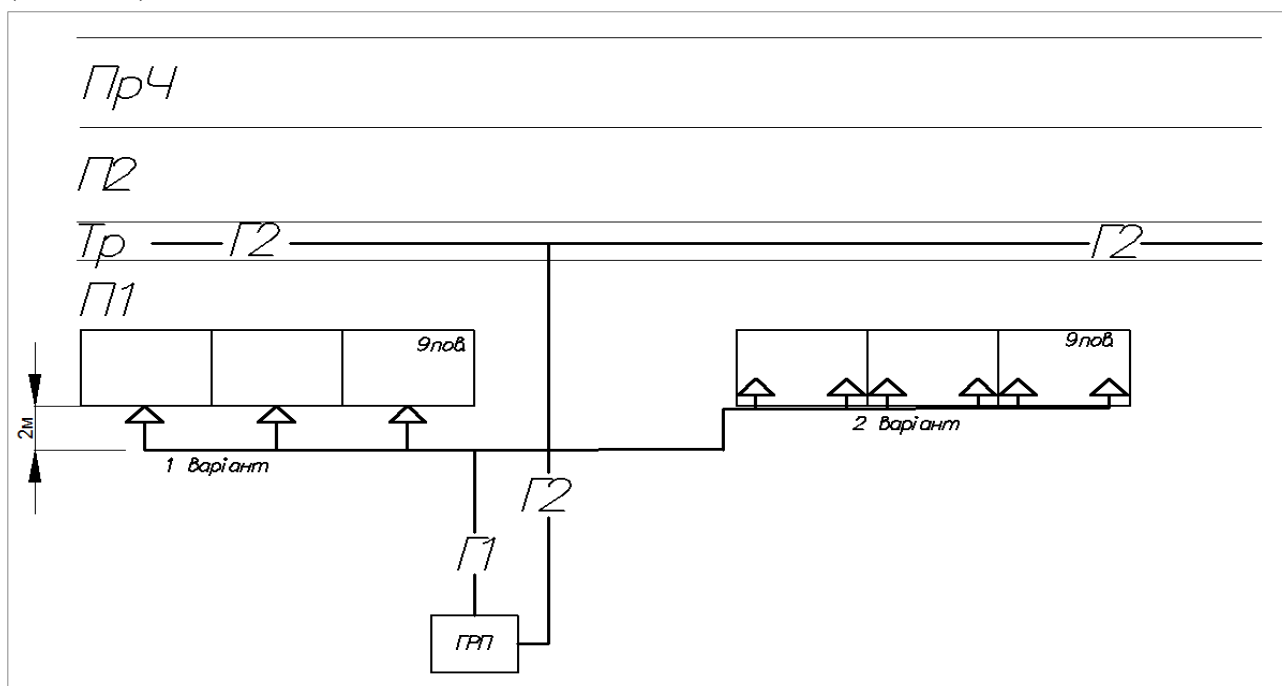 ПрЧ
П2
Тр
Г2
Г2
П1
9пов.
9пов.
2м
1 варіант
2 варіант
Г2
Г1
ГРП